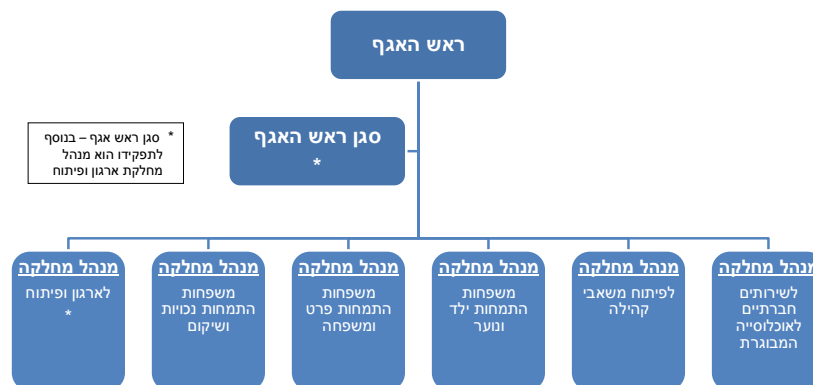 ראש האגף
סגן ראש האגף
*
* סגן ראש אגף – בנוסף
לתפקידו הוא מנהל
מחלקת ארגון ופיתוח
מנהל מחלקה
לשירותים
חברתיים
לאוכלוסייה
המבוגרת
מנהל מחלקה
לפיתוח משאבי
קהילה
מנהל מחלקה
משפחות
התמחות ילד
ונוער
מנהל מחלקה
משפחות
התמחות פרט
ומשפחה
מנהל מחלקה
משפחות
התמחות נכויות
ושיקום
מנהל מחלקה
לארגון ופיתוח
*